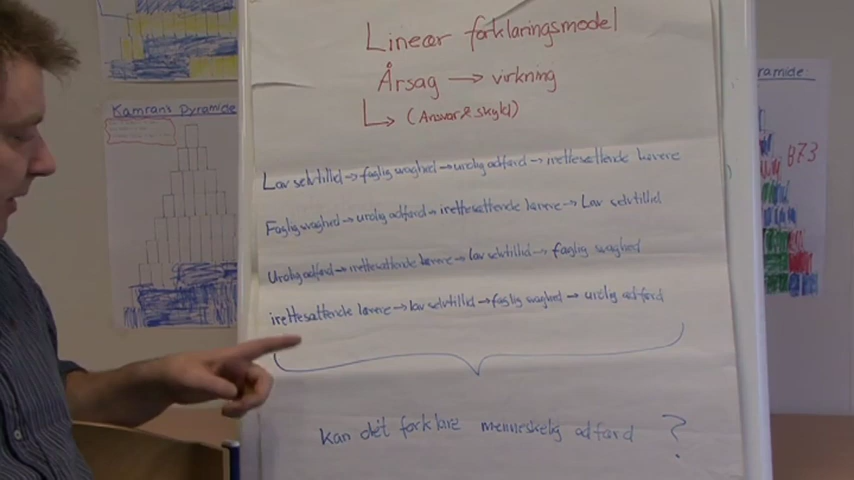 Kamran's Pyramide
Lineær forklaringsmodel
Årsag → virkning
↳ (Ansvar & skyld)
Lav selvtillid → faglig svaghed → urolig adfærd → irettesættende lærere
Faglig svaghed → urolig adfærd → irettesættende lærere → Lav selvtillid
Urolig adfærd → irettesættende lærere → lav selvtillid → faglig svaghed
irettesættende lærere → lav selvtillid → faglig svaghed → urolig adfærd
kan det forklare menneskelig adfærd ?
ramide:
873